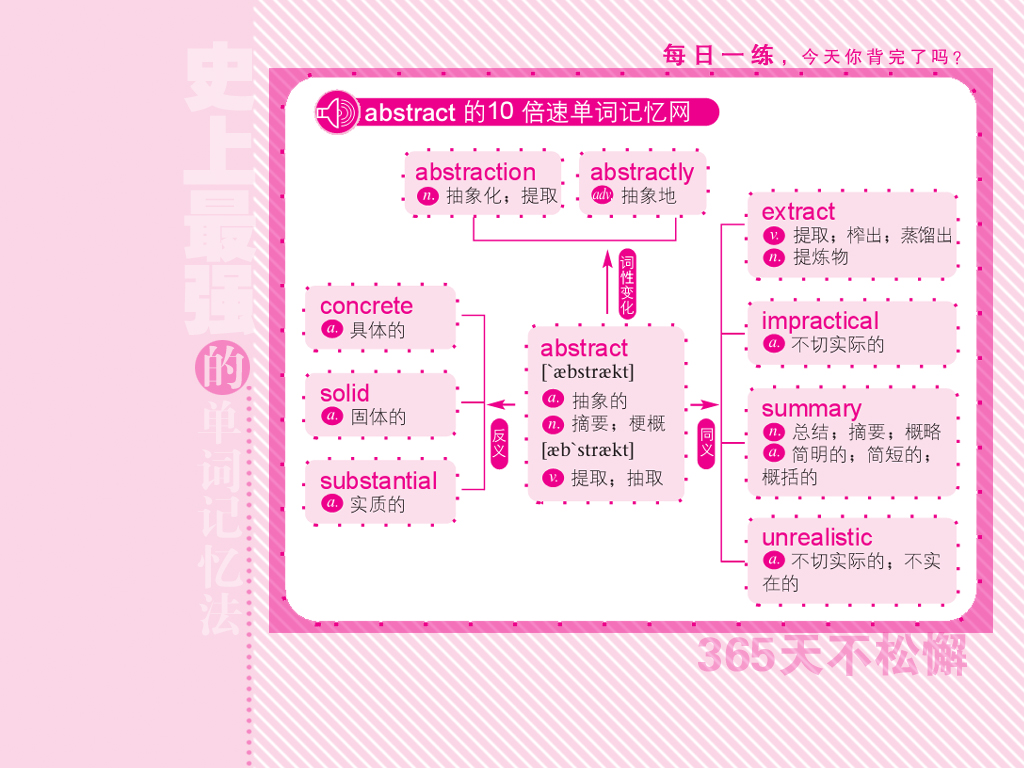 每日一练，今天你背完了吗？
史上最强的单词记忆法
abstract 的10 倍速单词记忆网
abstraction
n. 抽象化；提取
abstractly
adv. 抽象地
词性变化
concrete
a. 具体的
solid
a. 固体的
substantial
a. 实质的
反义
abstract
[`æbstrækt]
a. 抽象的
n. 摘要；梗概
[æb`strækt]
v. 提取；抽取
同义
extract
v. 提取；榨出；蒸馏出
n. 提炼物
impractical
a. 不切实际的
summary
n. 总结；摘要；概略
a. 简明的；简短的；
概括的
unrealistic
a. 不切实际的；不实
在的
365天不松懈